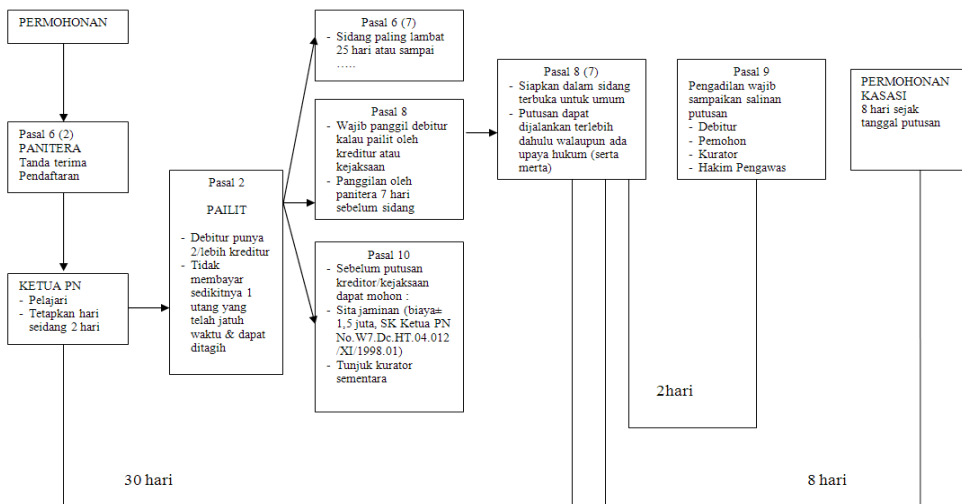 PERMOHONAN
Pasal 6 (2)
PANITERA
Tanda terima
Pendaftaran
KETUA PN
- Pelajari
- Tetapkan hari
seidang 2 hari
Pasal 2
PAILIT
- Debitur punya
2/lebih kreditur
- Tidak
membayar
sedikitnya 1
utang yang
telah jatuh
waktu & dapat
ditagih
Pasal 6 (7)
- Sidang paling lambat
25 hari atau sampai
…..
Pasal 8
- Wajib panggil debitur
kalau pailit oleh
kreditur atau
kejaksaan
- Panggilan oleh
panitera 7 hari
sebelum sidang
Pasal 10
- Sebelum putusan
kreditor/kejaksaan
dapat mohon :
- Sita jaminan (biaya±
1,5 juta, SK Ketua PN
No.W7.Dc.HT.04.012
/XI/1998.01)
- Tunjuk kurator
sementara
Pasal 8 (7)
- Siapkan dalam sidang
terbuka untuk umum
- Putusan dapat
dijalankan terlebih
dahulu walaupun ada
upaya hukum (serta
merta)
Pasal 9
Pengadilan wajib
sampaikan salinan
putusan
- Debitur
- Pemohon
- Kurator
- Hakim Pengawas
PERMOHONAN
KASASI
8 hari sejak
tanggal putusan
2hari
30 hari
8 hari